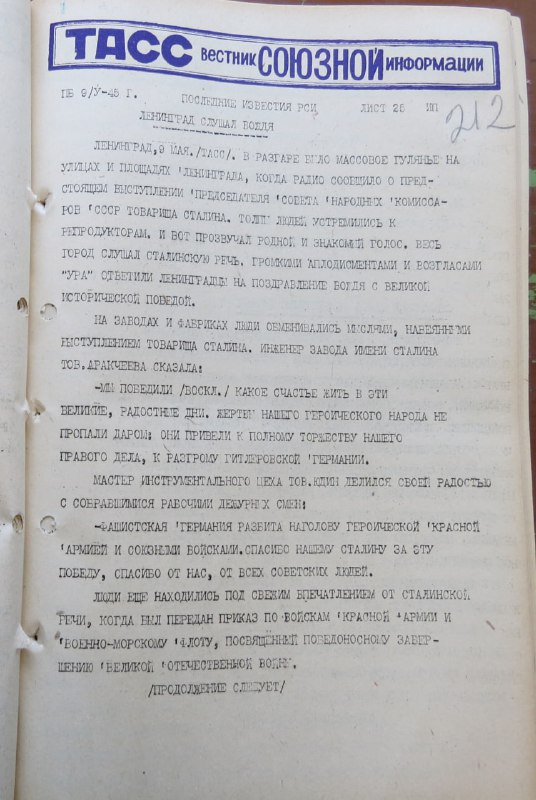 ТАСС вестник СОЮЗНОЙ информации
ПБ 9/У-45 Г. ПОСЛЕДНИЕ ИЗВЕСТИЯ РСИ ЛИСТ 25 ИП
212
ЛЕНИНГРАД СЛУШАЛ ВОЖДЯ
ЛЕНИНГРАД, 9 МАЯ./ТАСС/. В РАЗГАРЕ БЫЛО МАССОВОЕ ГУЛЯНЬЕ НА
УЛИЦАХ И ПЛОЩАДЯХ 'ЛЕНИНГРАДА, КОГДА РАДИО СООБЩИЛО О ПРЕД-
СТОЯЩЕМ ВЫСТУПЛЕНИИ 'ПРЕДСЕДАТЕЛЯ 'СОВЕТА 'НАРОДНЫХ 'КОМИССА-
РОВ 'СССР ТОВАРИЩА СТАЛИНА. ТОЛПЫ ЛЮДЕЙ УСТРЕМИЛИСЬ К
РЕПРОДУКТОРАМ. И ВОТ ПРОЗВУЧАЛ РОДНОЙ И ЗНАКОМЫЙ ГОЛОС. ВЕСЬ
ГОРОД СЛУШАЛ СТАЛИНСКУЮ РЕЧЬ. ГРОМКИМИ АПЛОДИСМЕНТАМИ И ВОЗГЛАСАМИ
"УРА" ОТВЕТИЛИ ЛЕНИНГРАДЦЫ НА ПОЗДРАВЛЕНИЕ ВОЖДЯ С ВЕЛИКОЙ
ИСТОРИЧЕСКОЙ ПОБЕДОЙ.
НА ЗАВОДАХ И ФАБРИКАХ ЛЮДИ ОБМЕНИВАЛИСЬ МЫСЛЯМИ, НАВЕЯННЫМИ
ВЫСТУПЛЕНИЕМ ТОВАРИЩА СТАЛИНА. ИНЖЕНЕР ЗАВОДА ИМЕНИ СТАЛИНА
ТОВ. АРАКЧЕЕВА СКАЗАЛА:
-МЫ ПОБЕДИЛИ /ВОСКЛ./ КАКОЕ СЧАСТЬЕ ЖИТЬ В ЭТИ
ВЕЛИКИЕ, РАДОСТНЫЕ ДНИ. ЖЕРТВЫ НАШЕГО ГЕРОИЧЕСКОГО НАРОДА НЕ
ПРОПАЛИ ДАРОМ: ОНИ ПРИВЕЛИ К ПОЛНОМУ ТОРЖЕСТВУ НАШЕГО
ПРАВОГО ДЕЛА, К РАЗГРОМУ ГИТЛЕРОВСКОЙ 'ГЕРМАНИИ.
МАСТЕР ИНСТРУМЕНТАЛЬНОГО ЦЕХА ТОВ. ЮДИН ДЕЛИЛСЯ СВОЕЙ РАДОСТЬЮ
С СОБРАВШИМИСЯ РАБОЧИМИ ДЕЖУРНЫХ СМЕН:
-ФАШИСТСКАЯ 'ГЕРМАНИЯ РАЗБИТА НАГОЛОВУ ГЕРОИЧЕСКОЙ 'КРАСНОЙ
'АРМИЕЙ И СОЮЗНЫМИ ВОЙСКАМИ. СПАСИБО НАШЕМУ СТАЛИНУ ЗА ЭТУ
ПОБЕДУ, СПАСИБО ОТ НАС, ОТ ВСЕХ СОВЕТСКИХ ЛЮДЕЙ.
ЛЮДИ ЕЩЕ НАХОДИЛИСЬ ПОД СВЕЖИМ ВПЕЧАТЛЕНИЕМ ОТ СТАЛИНСКОЙ
РЕЧИ, КОГДА БЫЛ ПЕРЕДАН ПРИКАЗ ПО ВОЙСКАМ 'КРАСНОЙ 'АРМИИ И
'ВОЕННО-МОРСКОМУ 'ФЛОТУ, ПОСВЯЩЕННЫЙ ПОБЕДОНОСНОМУ ЗАВЕР-
ШЕНИЮ 'ВЕЛИКОЙ 'ОТЕЧЕСТВЕННОЙ ВОЙНЫ.
/ПРОДОЛЖЕНИЕ СЛЕДУЕТ/